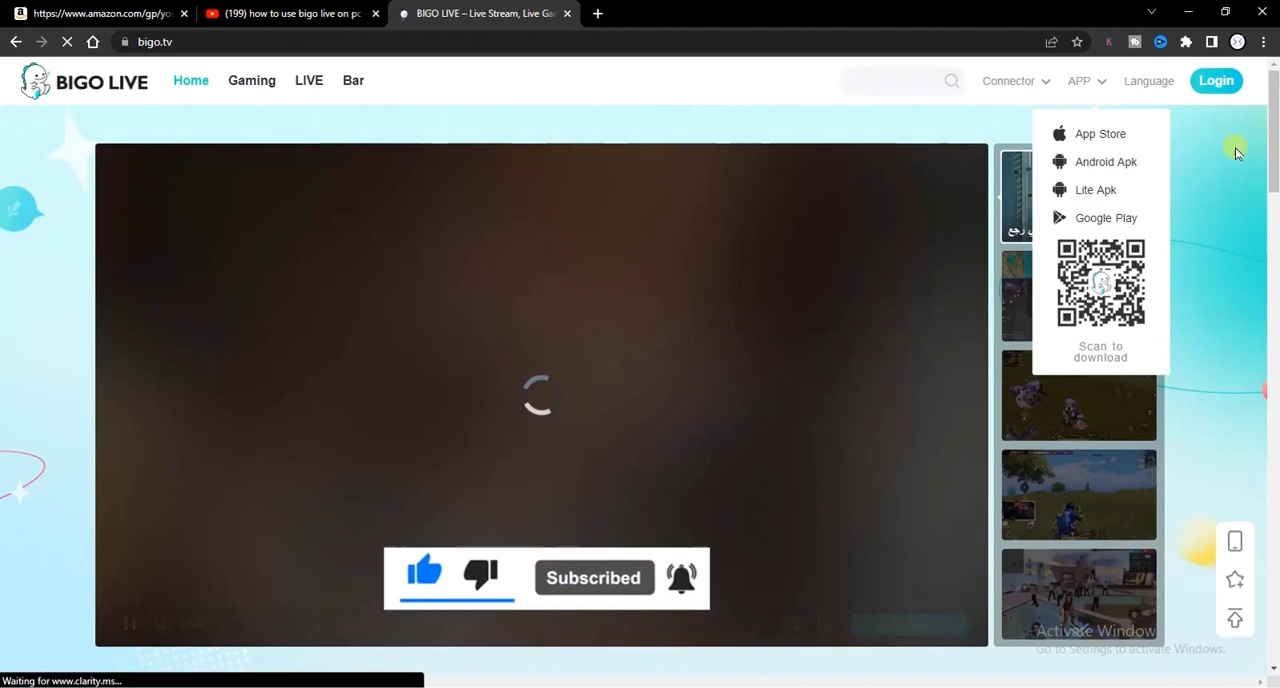 https://www.amazon.com/gp/yo
(199) how to use bigo live on pc
BIGO LIVE – Live Stream, Live Ga
bigo.tv
BIGO LIVE
Home
Gaming
LIVE
Bar
Connector
APP
Language
Login
App Store
Android Apk
Lite Apk
Google Play
Scan to
download
رجع
Subscribed
Activate Window
Go to Settings to activate Windows.
Waiting for www.clarity.ms...